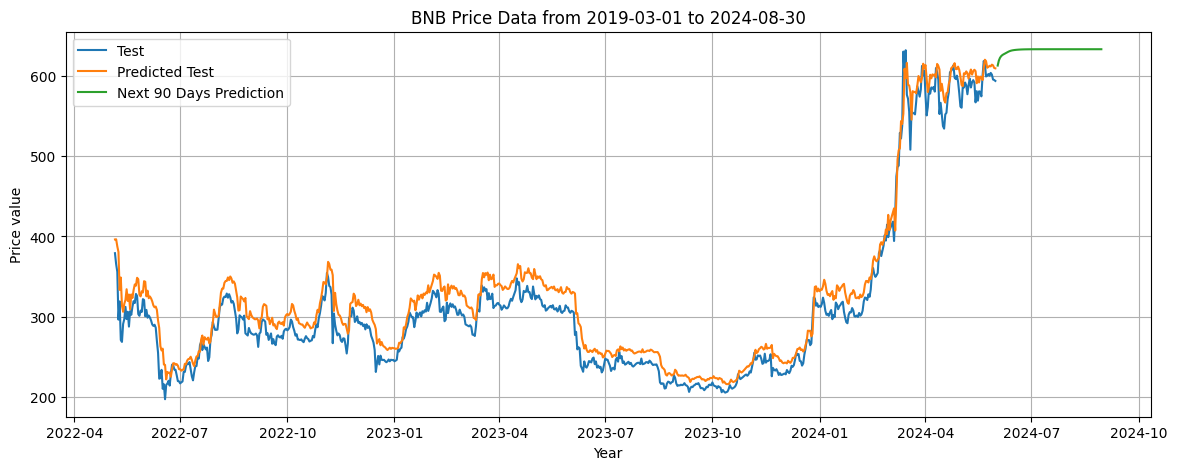 BNB Price Data from 2019-03-01 to 2024-08-30
Test
Predicted Test
Next 90 Days Prediction
Price value
600
500
400
300
200
2022-04
2022-07
2022-10
2023-01
2023-04
2023-07
2023-10
2024-01
2024-04
2024-07
2024-10
Year